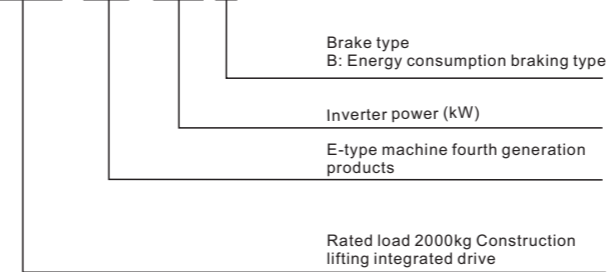 Brake type
B: Energy consumption braking type
Inverter power (kW)
E-type machine fourth generation
products
Rated load 2000kg Construction
lifting integrated drive